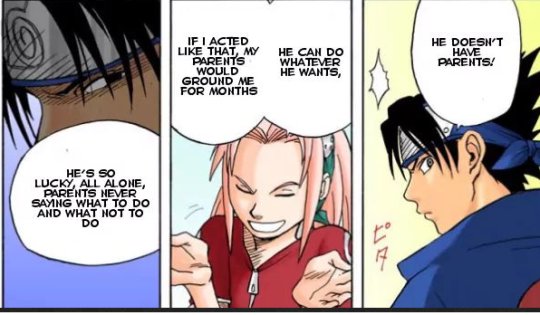 HE DOESN'T
HAVE
PARENTS!
ピタ
HE CAN DO
WHATEVER
HE WANTS,
IF I ACTED
LIKE THAT, MY
PARENTS
WOULD
GROUND ME
FOR MONTHS
HE'S SO
LUCKY, ALL ALONE,
PARENTS NEVER
SAYING WHAT TO DO
AND WHAT NOT TO
DO